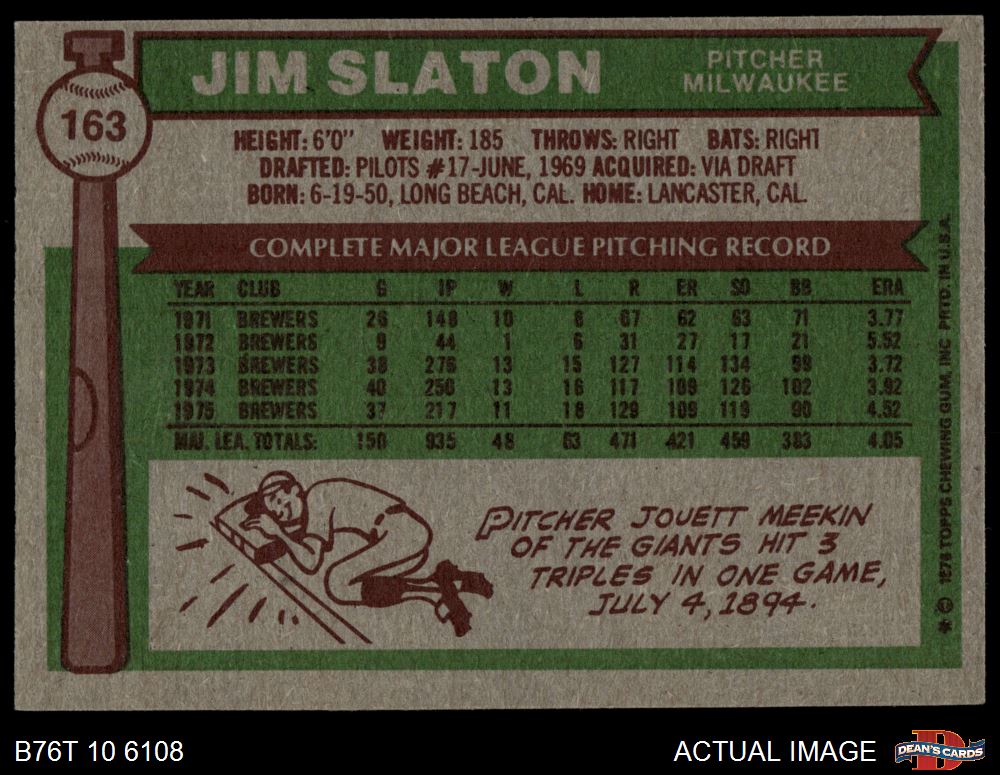 JIM SLATON
PITCHER
MILWAUKEE
163
HEIGHT: 6'0" WEIGHT: 185 THROWS: RIGHT BATS: RIGHT
DRAFTED: PILOTS #17-JUNE, 1969 ACQUIRED: VIA DRAFT
BORN: 6-19-50, LONG BEACH, CAL. HOME: LANCASTER, CAL.
COMPLETE MAJOR LEAGUE PITCHING RECORD
YEAR CLUB G IP W L R ER SO BB ERA
1971 BREWERS 26 148 10 8 67 62 63 71 3.77
1972 BREWERS 9 44 1 6 31 27 17 21 5.52
1973 BREWERS 38 276 13 15 127 114 134 99 3.72
1974 BREWERS 40 250 13 16 117 109 126 102 3.92
1975 BREWERS 37 217 11 18 129 109 119 90 4.52
MAJ. LEA. TOTALS: 150 935 48 63 471 421 459 383 4.05
PITCHER JOUETT MEEKIN
OF THE GIANTS HIT 3
TRIPLES IN ONE GAME,
JULY 4, 1894.
* © 1976 TOPPS CHEWING GUM, INC. PRTD. IN U.S.A.
B76T 10 6108
ACTUAL IMAGE
D
DEAN'S CARDS